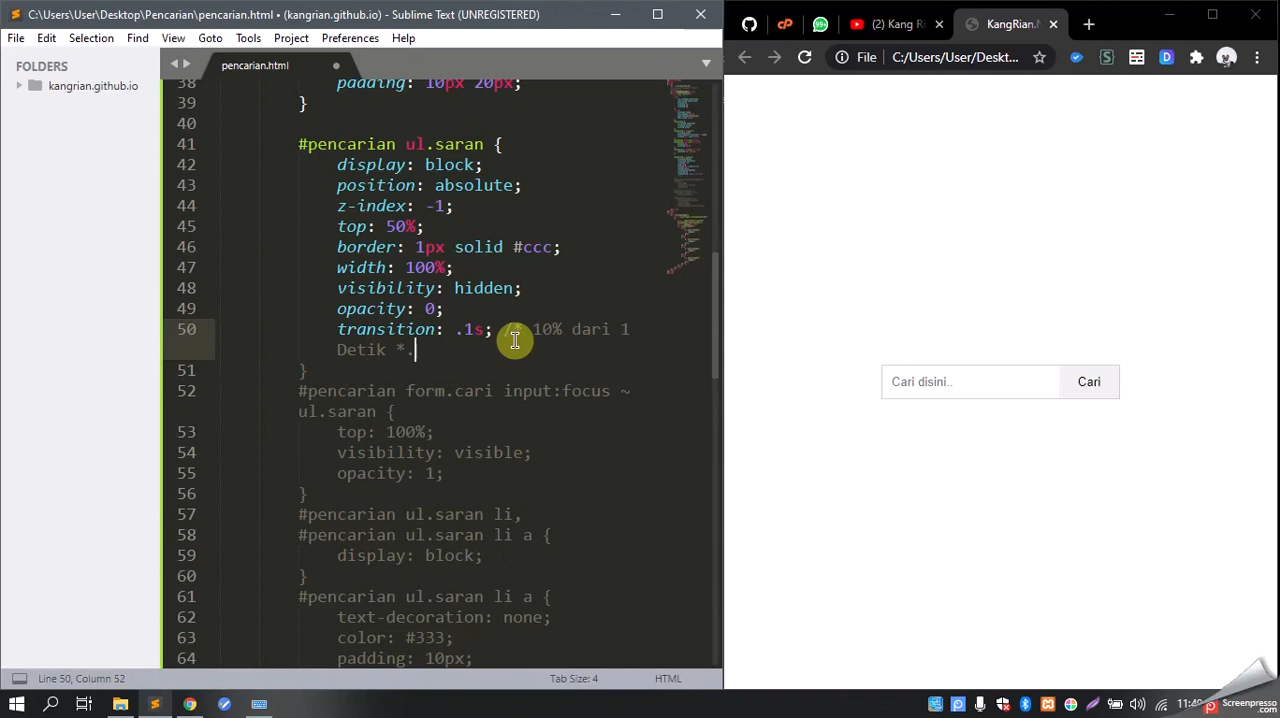 C:\Users\User\Desktop\Pencarian\pencarian.html • (kangrian.github.io) - Sublime Text (UNREGISTERED)
File Edit Selection Find View Goto Tools Project Preferences Help
FOLDERS
kangrian.github.io
pencarian.html
38 padding: 10px 20px;
39 }
40
41 #pencarian ul.saran {
42 display: block;
43 position: absolute;
44 z-index: -1;
45 top: 50%;
46 border: 1px solid #ccc;
47 width: 100%;
48 visibility: hidden;
49 opacity: 0;
50 transition: .1s; /* 10% dari 1
Detik *.
51 }
52 #pencarian form.cari input:focus ~
ul.saran {
53 top: 100%;
54 visibility: visible;
55 opacity: 1;
56 }
57 #pencarian ul.saran li,
58 #pencarian ul.saran li a {
59 display: block;
60 }
61 #pencarian ul.saran li a {
62 text-decoration: none;
63 color: #333;
64 padding: 10px;
Line 50, Column 52
Tab Size: 4
HTML
99+
(2) Kang Ri
KangRian.
File
C:/Users/User/Deskt...
Cari disini..
Cari
Screenpresso
.com